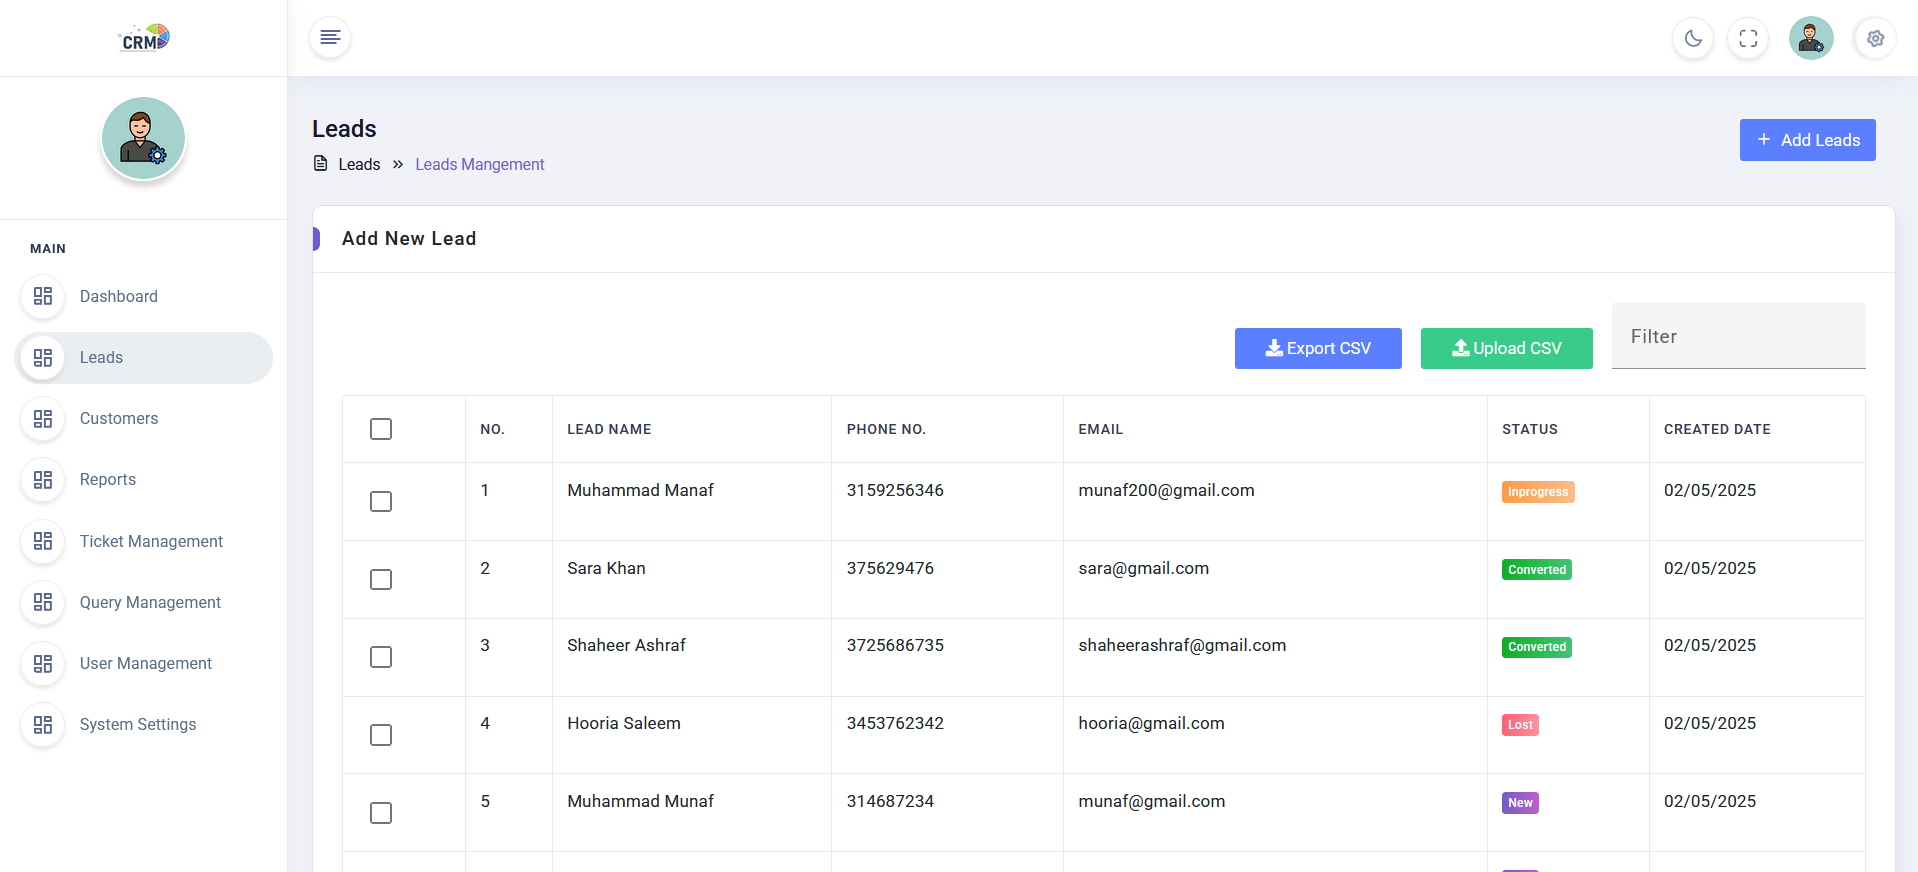 CRM
Leads
Leads » Leads Mangement
+ Add Leads
MAIN
Dashboard
Leads
Customers
Reports
Ticket Management
Query Management
User Management
System Settings
Add New Lead
Export CSV Upload CSV Filter
NO. LEAD NAME PHONE NO. EMAIL STATUS CREATED DATE
1 Muhammad Manaf 3159256346 munaf200@gmail.com Inprogress 02/05/2025
2 Sara Khan 375629476 sara@gmail.com Converted 02/05/2025
3 Shaheer Ashraf 3725686735 shaheerashraf@gmail.com Converted 02/05/2025
4 Hooria Saleem 3453762342 hooria@gmail.com Lost 02/05/2025
5 Muhammad Munaf 314687234 munaf@gmail.com New 02/05/2025